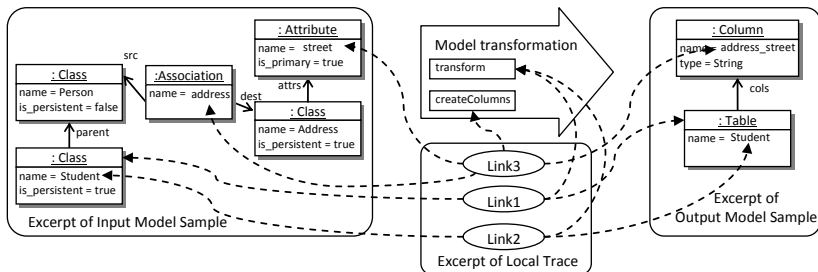 src
: Class
name = Person
is_persistent = false
: Association
name = address
: Attribute
name = street
is_primary = true
attrs
dest
: Class
name = Address
is_persistent = true
parent
: Class
name = Student
is_persistent = true
Excerpt of Input Model Sample
Model transformation
transform
createColumns
Link3
Link1
Link2
Excerpt of Local Trace
: Column
name = address_street
type = String
cols
: Table
name = Student
Excerpt of
Output Model Sample